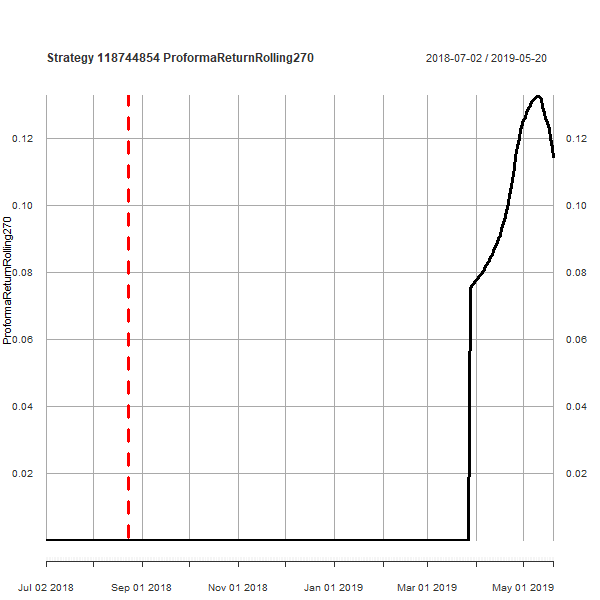 Strategy 118744854 ProformaReturnRolling270
2018-07-02 / 2019-05-20
ProformaReturnRolling270
0.12 0.12
0.10 0.10
0.08 0.08
0.06 0.06
0.04 0.04
0.02 0.02
Jul 02 2018 Sep 01 2018 Nov 01 2018 Jan 01 2019 Mar 01 2019 May 01 2019